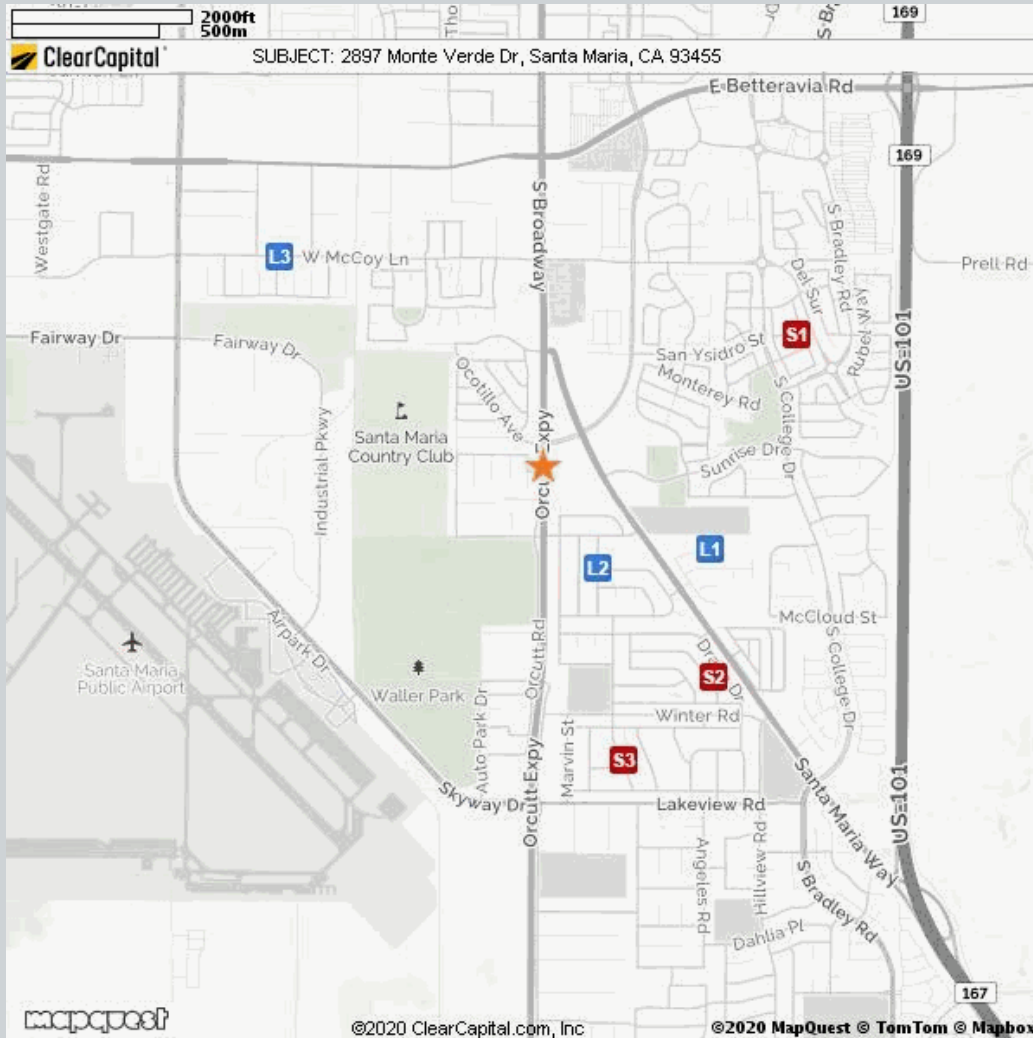 2000ft
500m
169
ClearCapital
SUBJECT: 2897 Monte Verde Dr, Santa Maria, CA 93455
E Betteravia Rd
169
Westgate Rd
S Broadway
L3
W McCoy Ln
S Bradley Rd
Del Sur
Prell Rd
Fairway Dr
Fairway Dr
S1
San Ysidro St
Rubel Way
US-101
Monterey Rd
Ocotillo Ave
S College Dr
Santa Maria
Country Club
Industrial Pkwy
Sunrise Dr
L1
L2
McCloud St
Airpark Dr
Santa Maria
Public Airport
Waller Park
Orcutt Rd
S2
S College Dr
Winter Rd
Auto Park Dr
Marvin St
S3
Orcutt Expy
Skyway Dr
Lakeview Rd
Santa Maria Way
US-101
Angeles Rd
Hillview Rd
S Bradley Rd
Dahlia Pl
167
mapquest
©2020 ClearCapital.com, Inc
©2020 MapQuest © TomTom © Mapbox